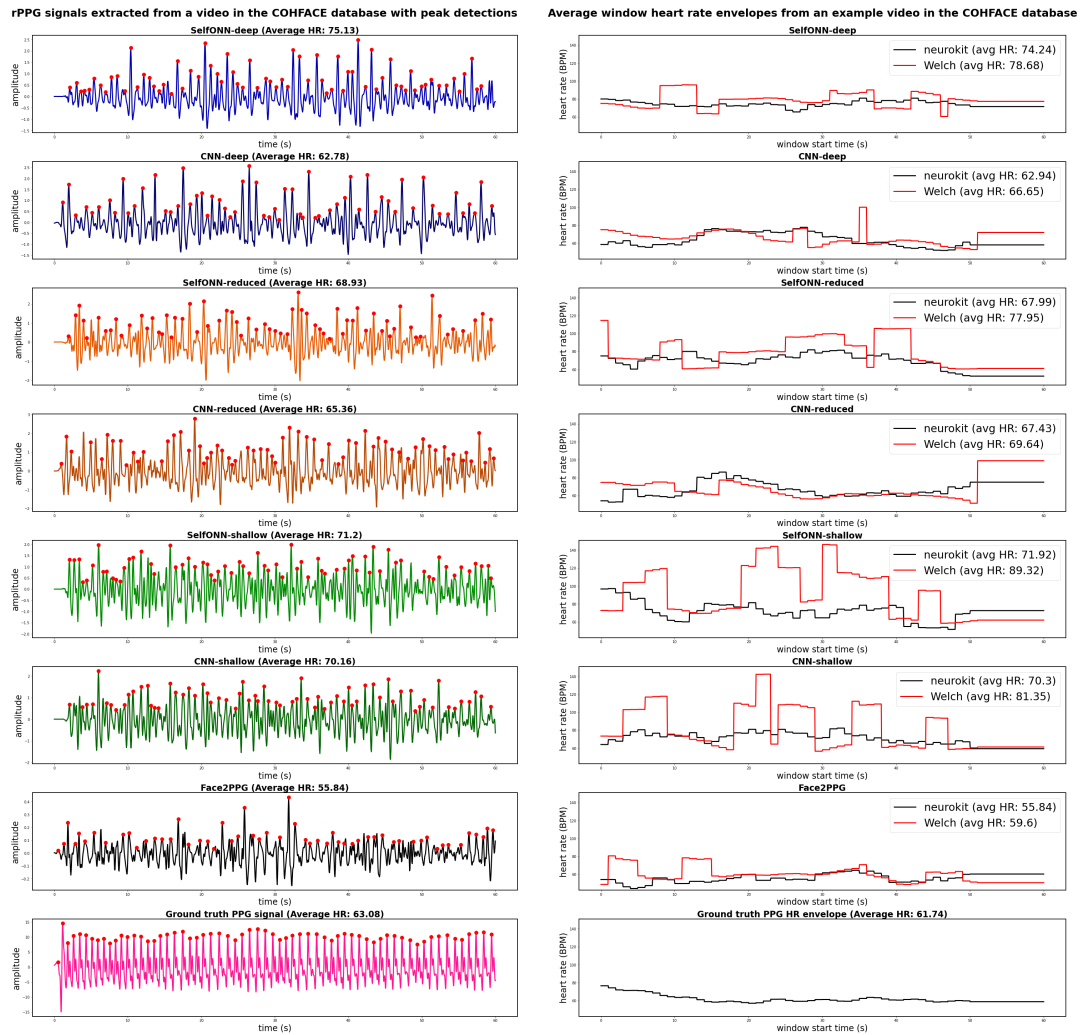 rPPG signals extracted from a video in the COHFACE database with peak detections
SelfONN-deep (Average HR: 75.13)
amplitude
time (s)
CNN-deep (Average HR: 62.78)
amplitude
time (s)
SelfONN-reduced (Average HR: 68.93)
amplitude
time (s)
CNN-reduced (Average HR: 65.36)
amplitude
time (s)
SelfONN-shallow (Average HR: 71.2)
amplitude
time (s)
CNN-shallow (Average HR: 70.16)
amplitude
time (s)
Face2PPG (Average HR: 55.84)
amplitude
time (s)
Ground truth PPG signal (Average HR: 63.08)
amplitude
time (s)
Average window heart rate envelopes from an example video in the COHFACE database
SelfONN-deep
heart rate (BPM)
neurokit (avg HR: 74.24)
Welch (avg HR: 78.68)
window start time (s)
CNN-deep
heart rate (BPM)
neurokit (avg HR: 62.94)
Welch (avg HR: 66.65)
window start time (s)
SelfONN-reduced
heart rate (BPM)
neurokit (avg HR: 67.99)
Welch (avg HR: 77.95)
window start time (s)
CNN-reduced
heart rate (BPM)
neurokit (avg HR: 67.43)
Welch (avg HR: 69.64)
window start time (s)
SelfONN-shallow
heart rate (BPM)
neurokit (avg HR: 71.92)
Welch (avg HR: 89.32)
window start time (s)
CNN-shallow
heart rate (BPM)
neurokit (avg HR: 70.3)
Welch (avg HR: 81.35)
window start time (s)
Face2PPG
heart rate (BPM)
neurokit (avg HR: 55.84)
Welch (avg HR: 59.6)
window start time (s)
Ground truth PPG HR envelope (Average HR: 61.74)
heart rate (BPM)
window start time (s)